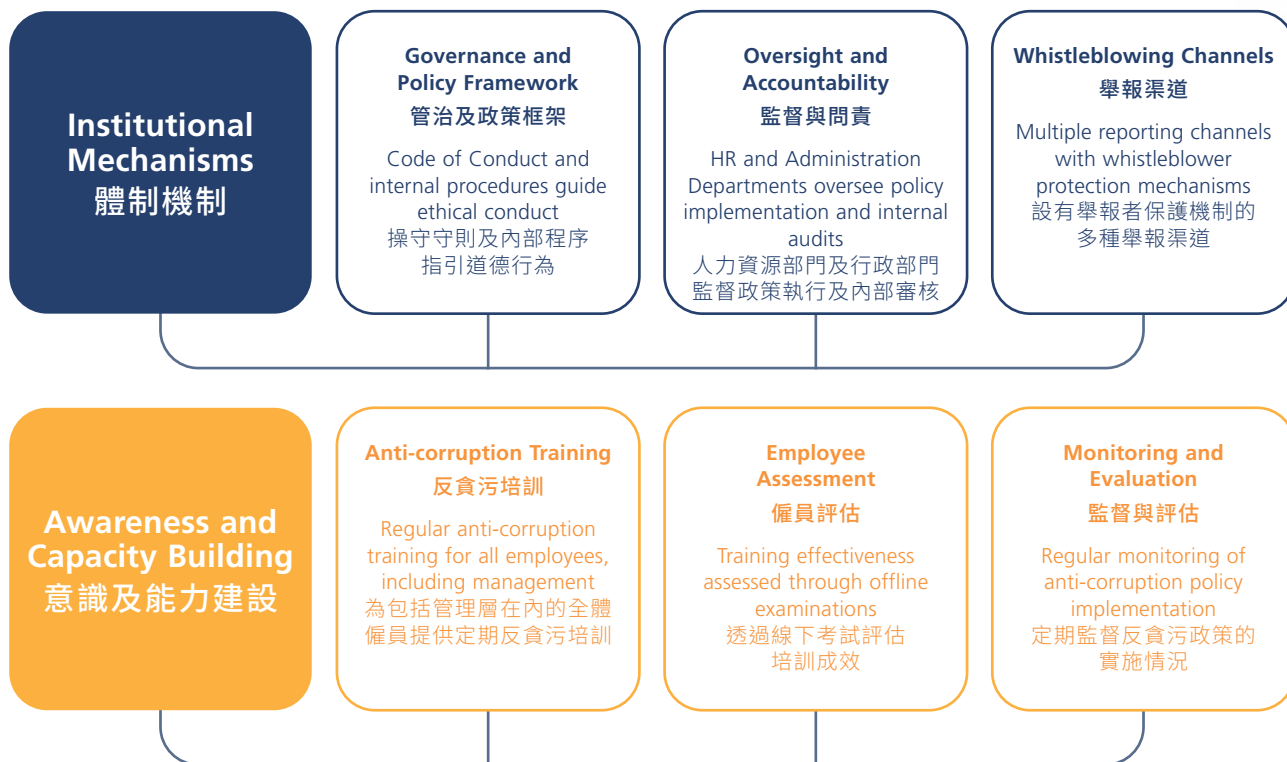 Institutional
Mechanisms
體制機制
Governance and
Policy Framework
管治及政策框架
Code of Conduct and
internal procedures guide
ethical conduct
操守守則及內部程序
指引道德行為
Oversight and
Accountability
監督與問責
HR and Administration
Departments oversee policy
implementation and internal
audits
人力資源部門及行政部門
監督政策執行及內部審核
Whistleblowing Channels
舉報渠道
Multiple reporting channels
with whistleblower
protection mechanisms
設有舉報者保護機制的
多種舉報渠道
Awareness and
Capacity Building
意識及能力建設
Anti-corruption Training
反貪污培訓
Regular anti-corruption
training for all employees,
including management
為包括管理層在內的全體
僱員提供定期反貪污培訓
Employee
Assessment
僱員評估
Training effectiveness
assessed through offline
examinations
透過線下考試評估
培訓成效
Monitoring and
Evaluation
監督與評估
Regular monitoring of
anti-corruption policy
implementation
定期監督反貪污政策的
實施情況